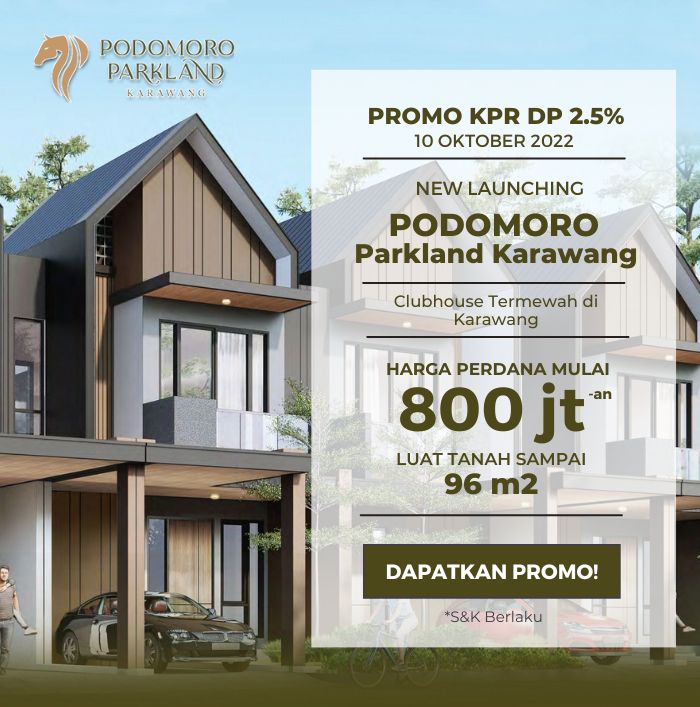 PODOMORO
PARKLAND
KARAWANG
PROMO KPR DP 2.5%
10 OKTOBER 2022
NEW LAUNCHING
PODOMORO
Parkland Karawang
Clubhouse Termewah di
Karawang
HARGA PERDANA MULAI
800 jt-an
LUAT TANAH SAMPAI
96 m2
DAPATKAN PROMO!
*S&K Berlaku